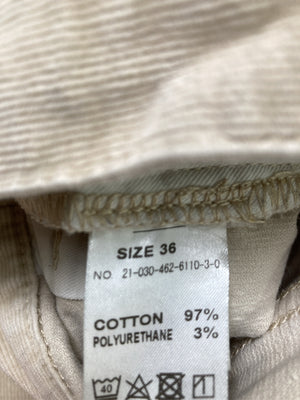 SIZE 36
NO. 21-030-462-6110-3-0
COTTON 97%
POLYURETHANE 3%
40